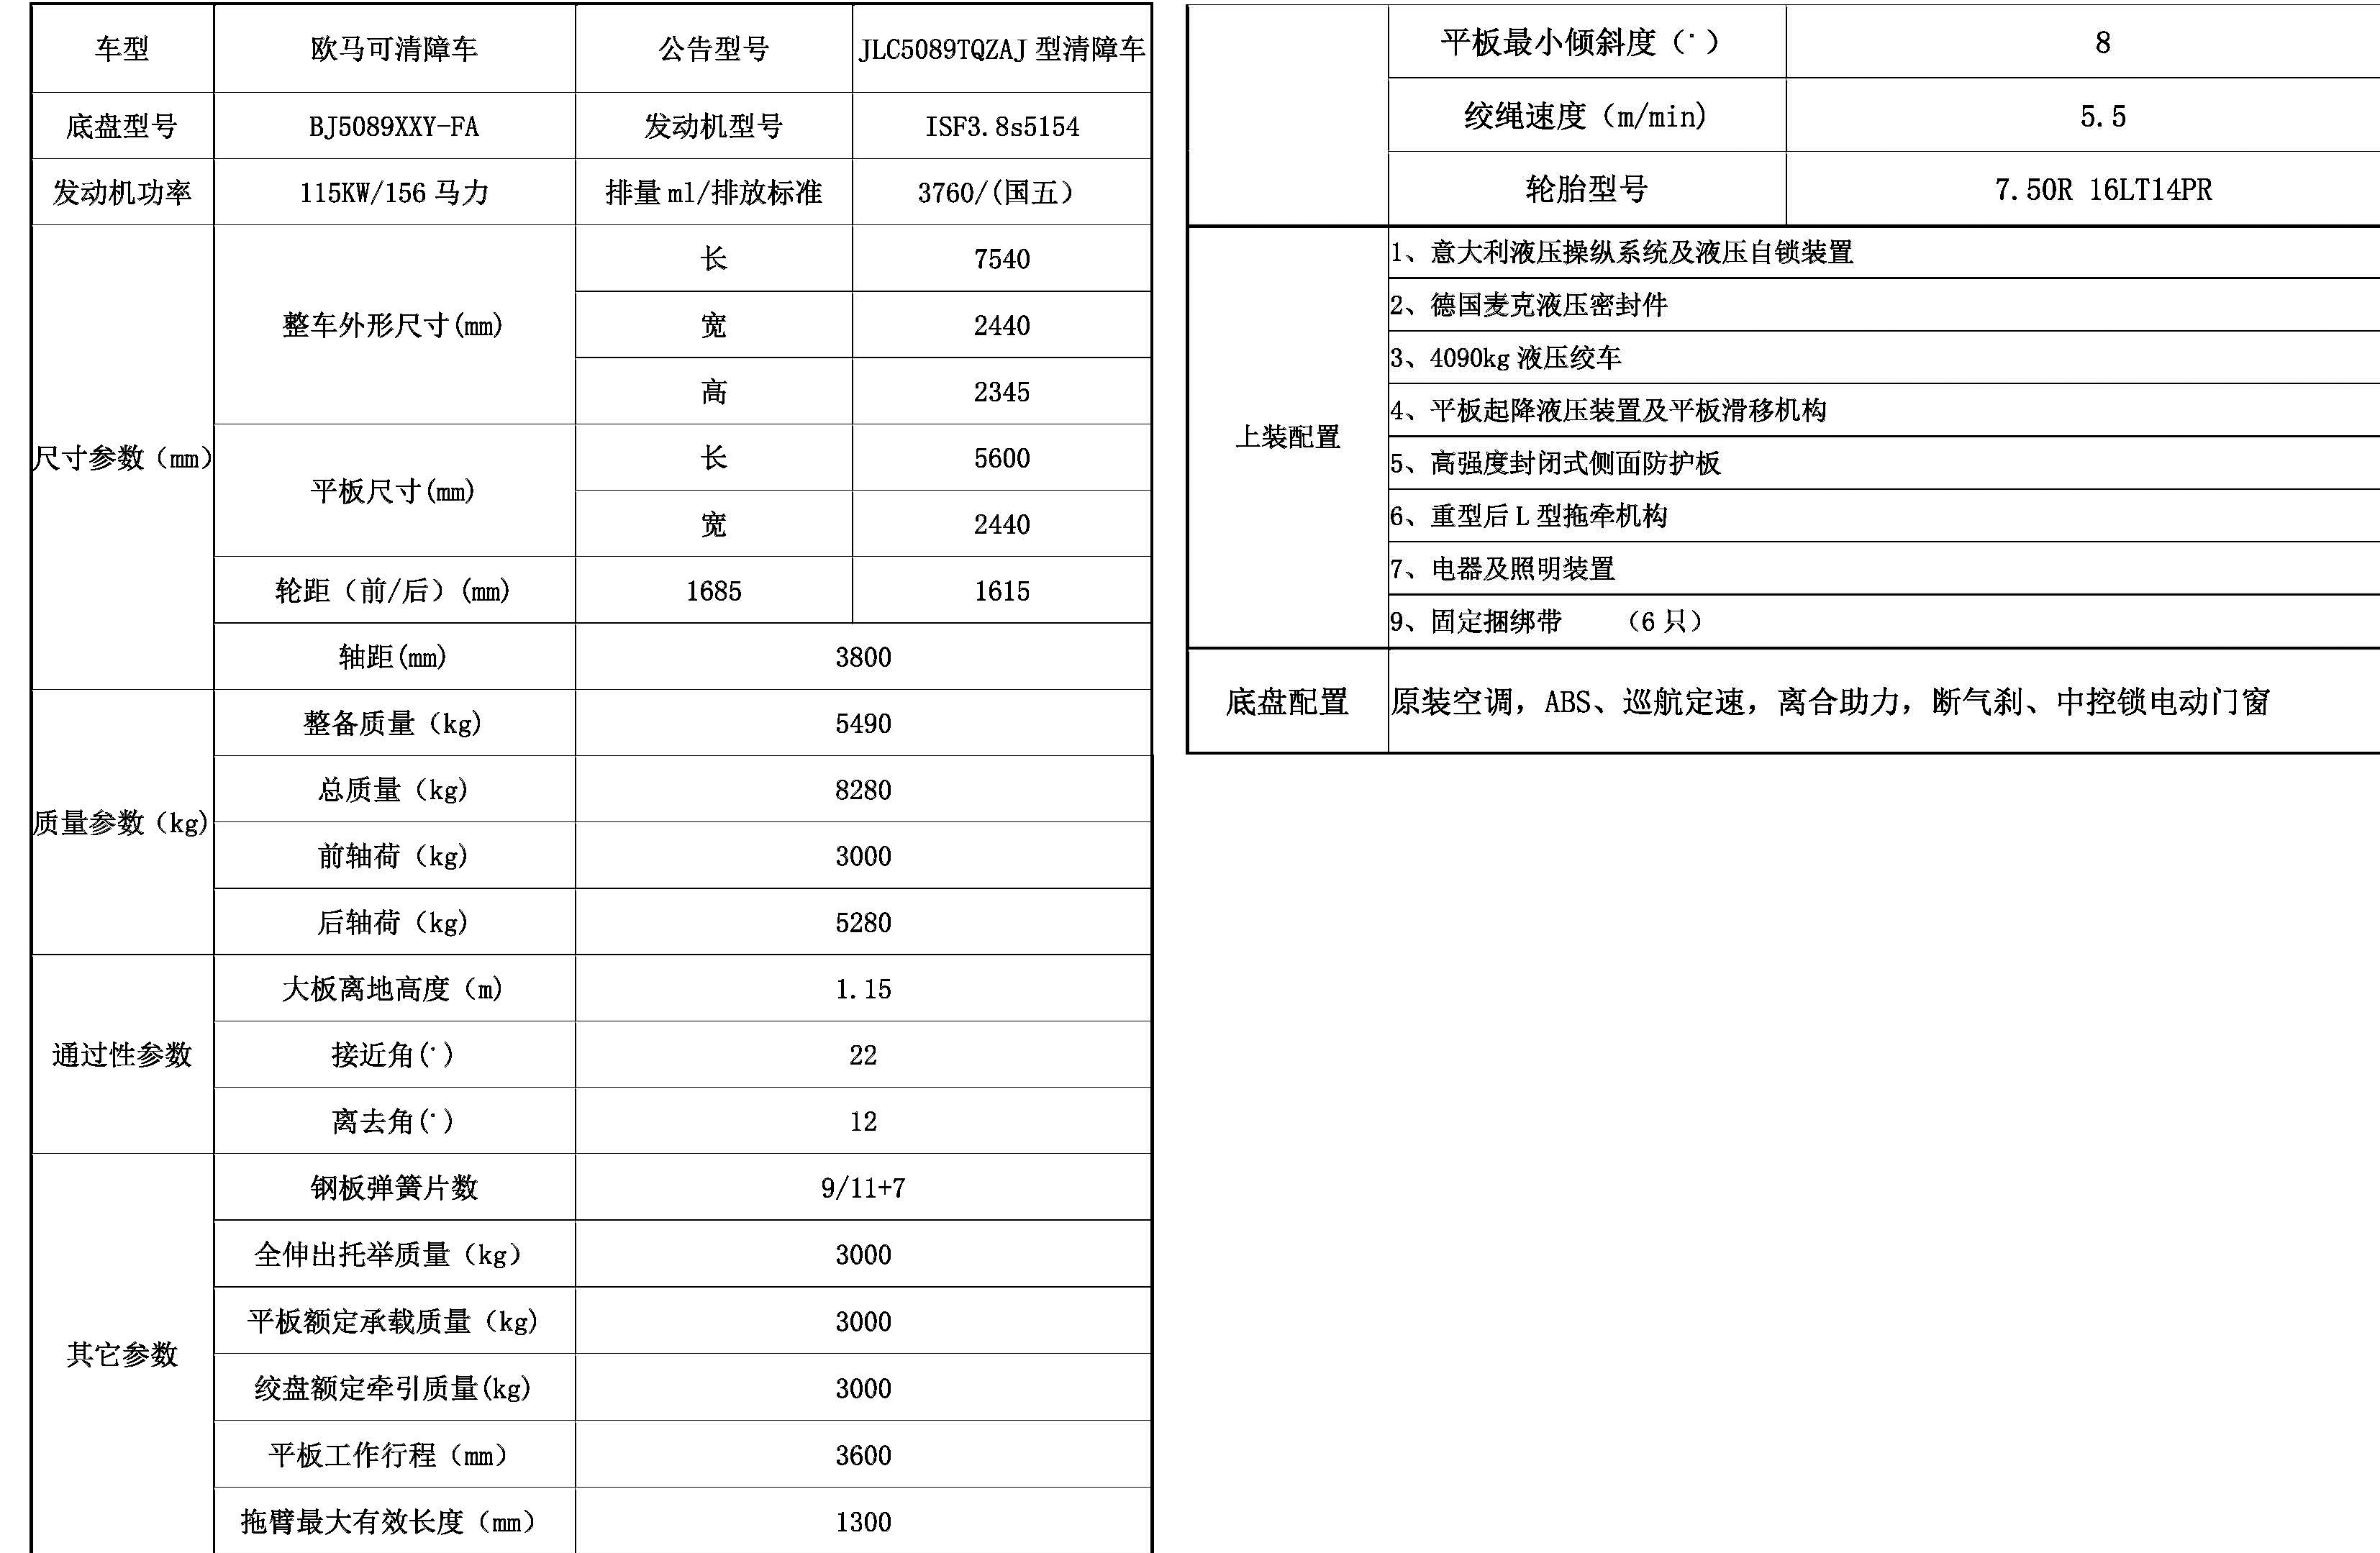 车型 欧马可清障车 公告型号 JLC5089TQZAJ 型清障车
底盘型号 BJ5089XXY-FA 发动机型号 ISF3.8s5154
发动机功率 115KW/156 马力 排量 ml/排放标准 3760/(国五）
尺寸参数（mm）
整车外形尺寸(mm)
长 7540
宽 2440
高 2345
平板尺寸(mm)
长 5600
宽 2440
轮距（前/后）(mm) 1685 1615
轴距(mm) 3800
质量参数（kg)
整备质量（kg) 5490
总质量（kg) 8280
前轴荷（kg) 3000
后轴荷（kg) 5280
通过性参数
大板离地高度（m) 1.15
接近角(°) 22
离去角(°) 12
其它参数
钢板弹簧片数 9/11+7
全伸出托举质量（kg） 3000
平板额定承载质量（kg) 3000
绞盘额定牵引质量(kg) 3000
平板工作行程（mm） 3600
拖臂最大有效长度（mm） 1300
平板最小倾斜度（°） 8
绞绳速度（m/min) 5.5
轮胎型号 7.50R 16LT14PR
上装配置
1、意大利液压操纵系统及液压自锁装置
2、德国麦克液压密封件
3、4090kg 液压绞车
4、平板起降液压装置及平板滑移机构
5、高强度封闭式侧面防护板
6、重型后 L 型拖牵机构
7、电器及照明装置
9、固定捆绑带 （6 只）
底盘配置 原装空调，ABS、巡航定速，离合助力，断气刹、中控锁电动门窗